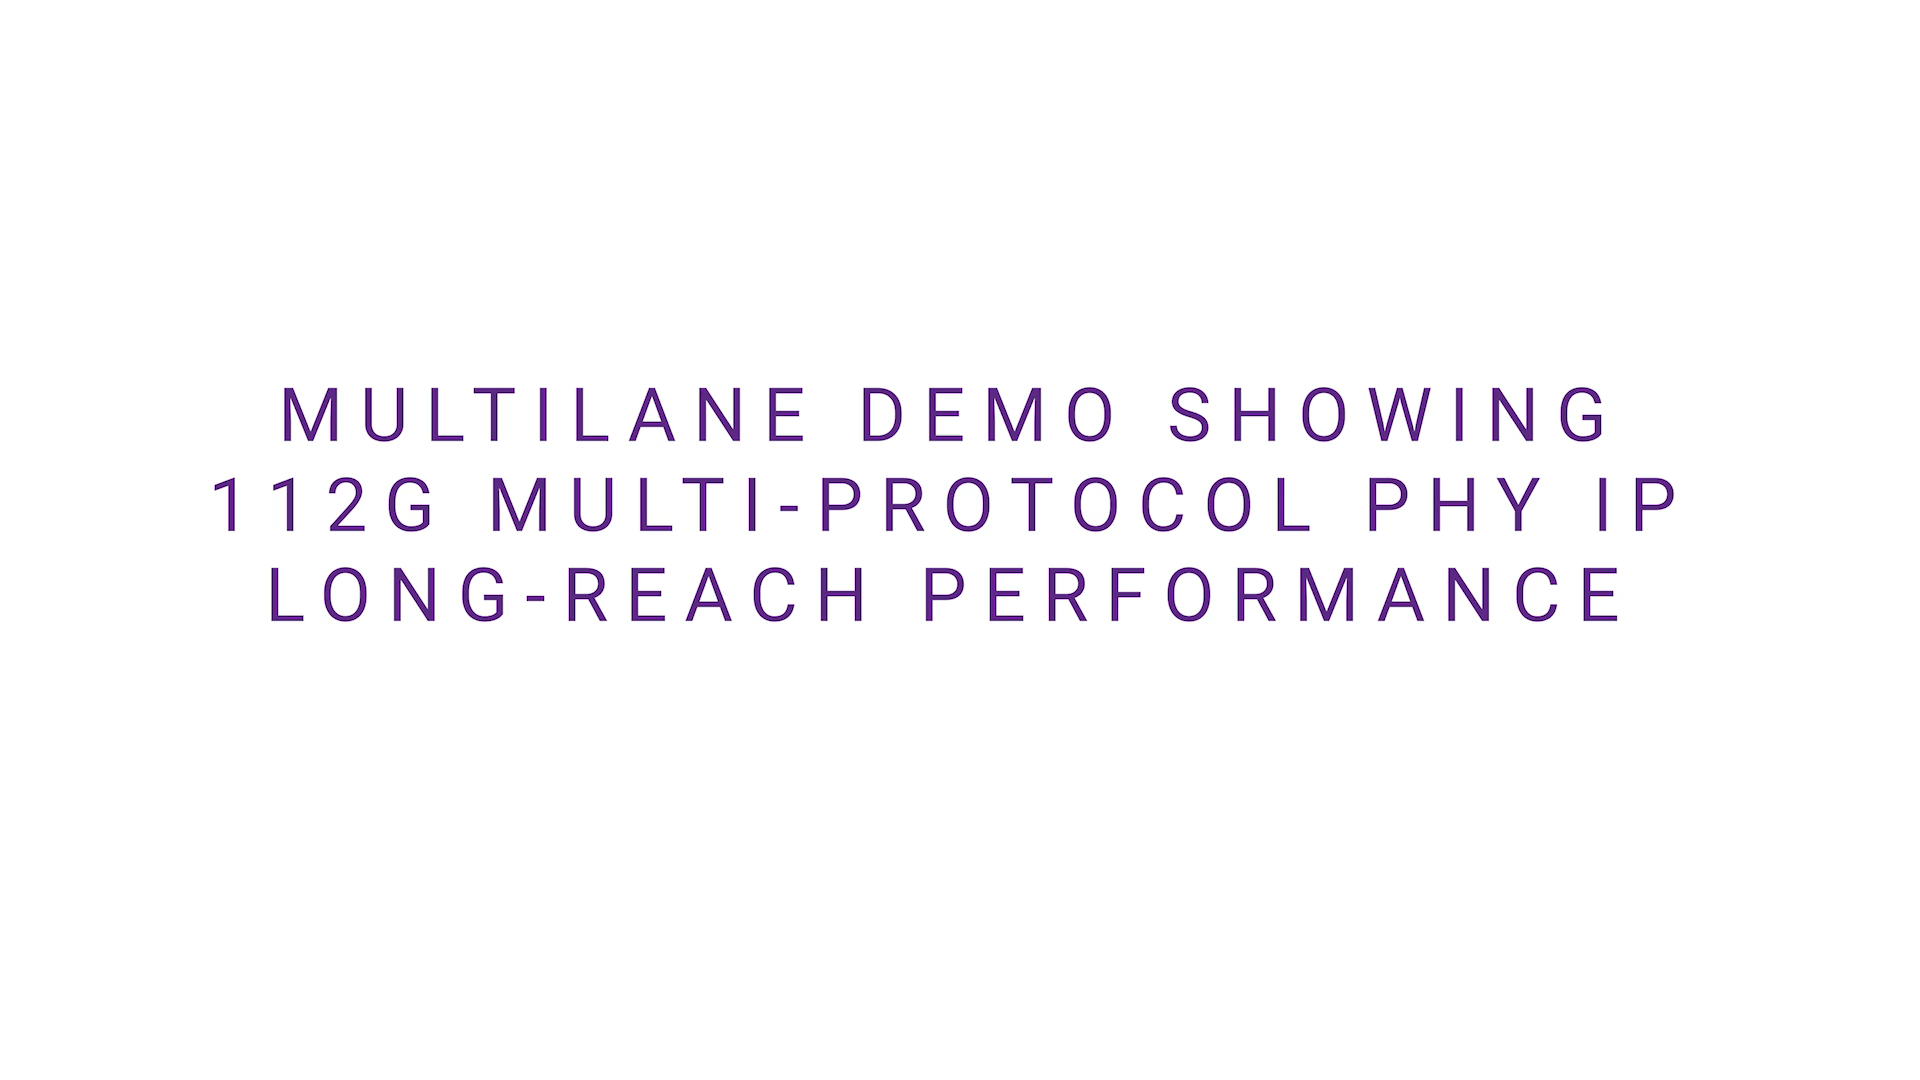 MULTILANE DEMO SHOWING
112G MULTI-PROTOCOL PHY IP
LONG-REACH PERFORMANCE